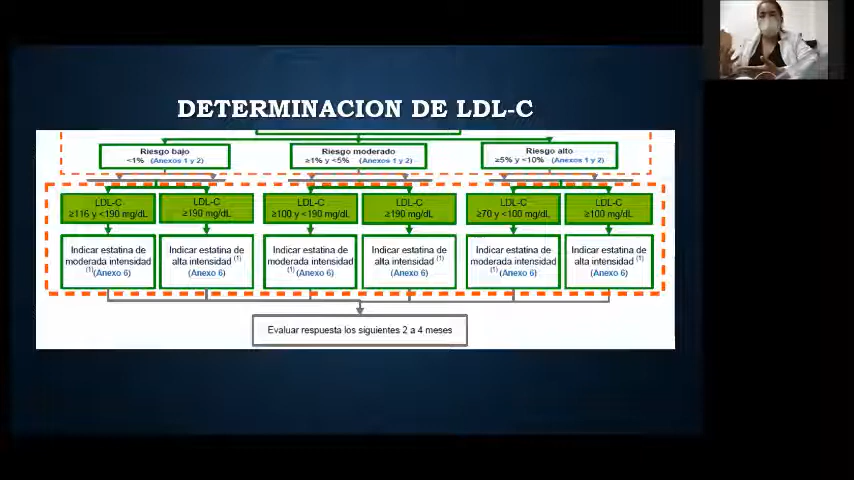 DETERMINACION DE LDL-C
Riesgo bajo
<1% (Anexos 1 y 2)
Riesgo moderado
≥1% y <5% (Anexos 1 y 2)
Riesgo alto
≥5% y <10% (Anexos 1 y 2)
LDL-C
≥116 y <190 mg/dL
LDL-C
≥190 mg/dL
LDL-C
≥100 y <190 mg/dL
LDL-C
≥190 mg/dL
LDL-C
≥70 y <100 mg/dL
LDL-C
≥100 mg/dL
Indicar estatina de
moderada intensidad
(1)(Anexo 6)
Indicar estatina de
alta intensidad (1)
(Anexo 6)
Indicar estatina de
moderada intensidad
(1) (Anexo 6)
Indicar estatina de
alta intensidad (1)
(Anexo 6)
Indicar estatina de
moderada intensidad
(1) (Anexo 6)
Indicar estatina de
alta intensidad (1)
(Anexo 6)
Evaluar respuesta los siguientes 2 a 4 meses